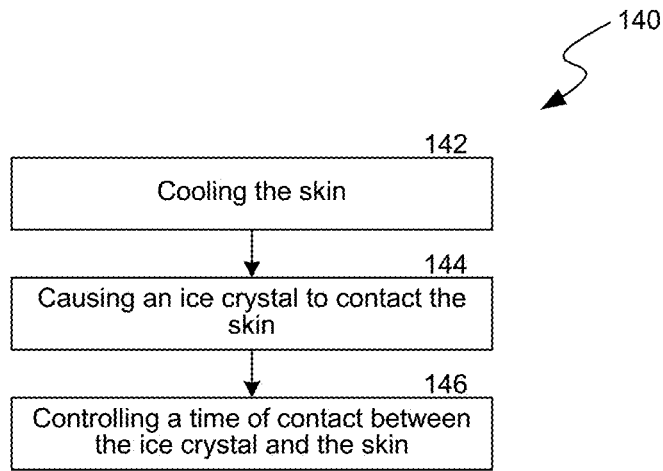 140
142
Cooling the skin
144
Causing an ice crystal to contact the
skin
146
Controlling a time of contact between
the ice crystal and the skin